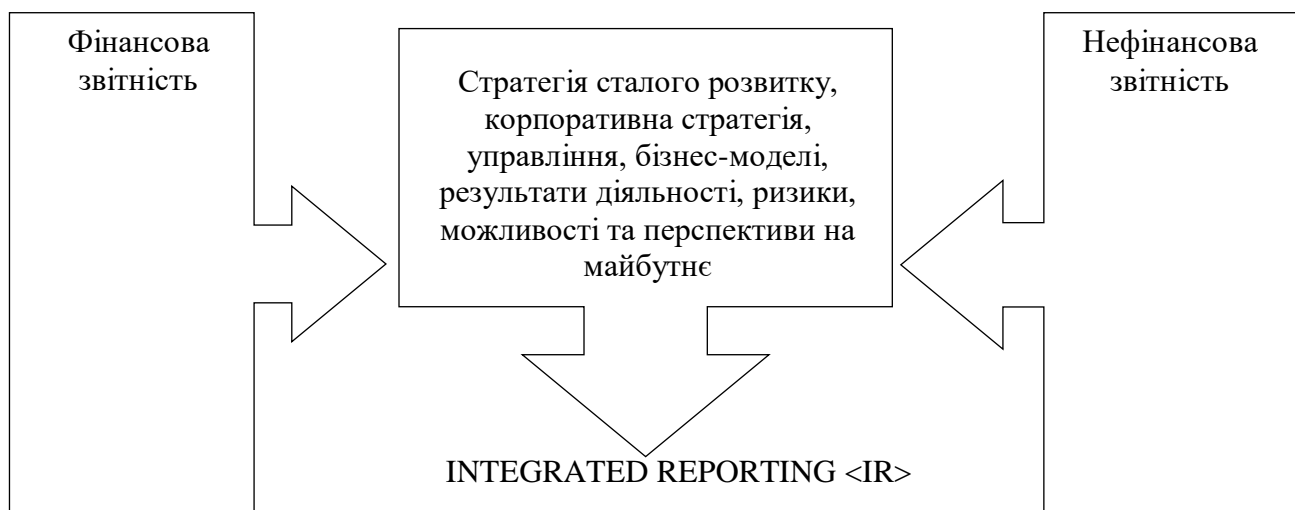 Фінансова
звітність
Стратегія сталого розвитку,
корпоративна стратегія,
управління, бізнес-моделі,
результати діяльності, ризики,
можливості та перспективи на
майбутнє
Нефінансова
звітність
INTEGRATED REPORTING <IR>